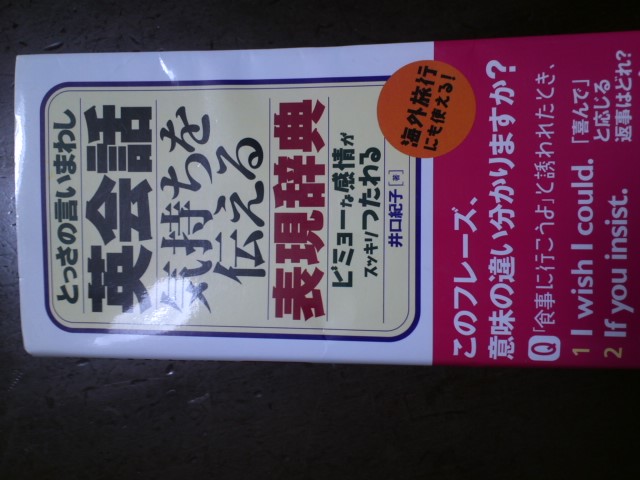 とっさの言いまわし
英会話
気持ちを
伝える
表現辞典
ビミョーな感情が
スッキリつたわる
井口紀子[著]
海外旅行
にも使える!
このフレーズ、
意味の違い分かりますか?
Q「食事に行こうよ」と誘われたとき、
1 I wish I could.
2 If you insist.
「喜んで」
と応じる
返事はどれ?